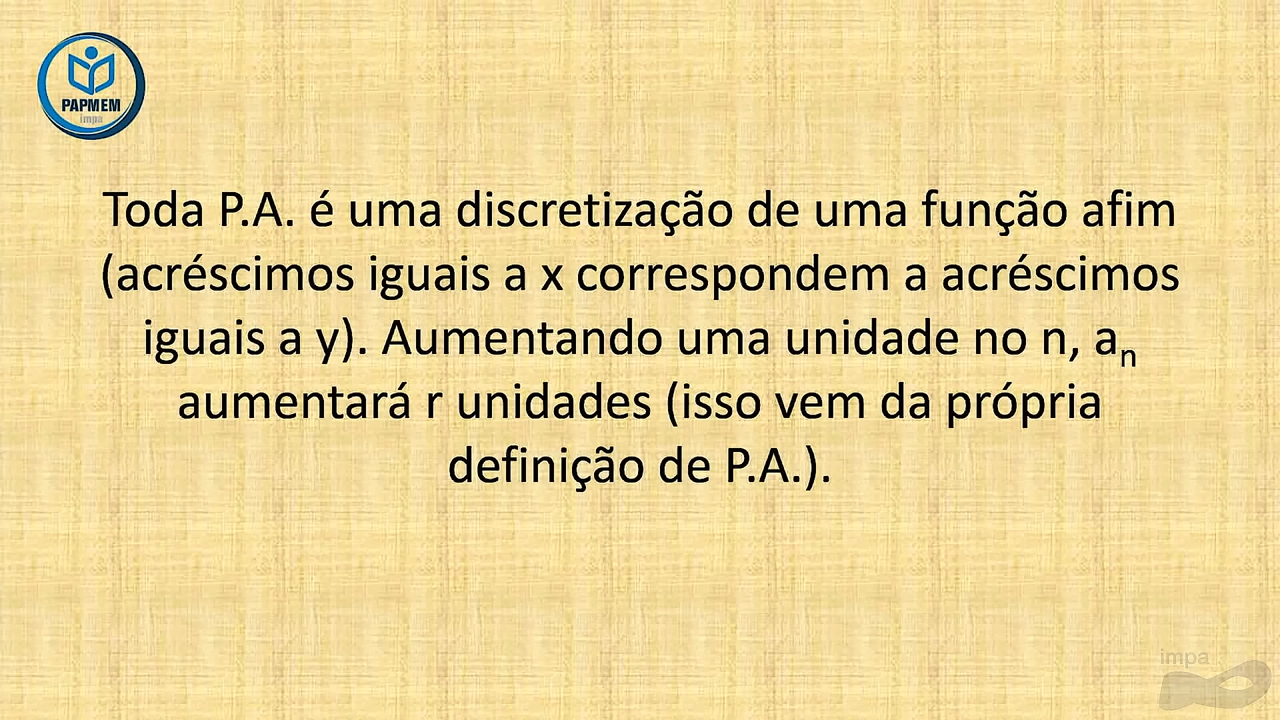 PAPMEM
impa
Toda P.A. é uma discretização de uma função afim
(acréscimos iguais a x correspondem a acréscimos
iguais a y). Aumentando uma unidade no n, aₙ
aumentará r unidades (isso vem da própria
definição de P.A.).
impa